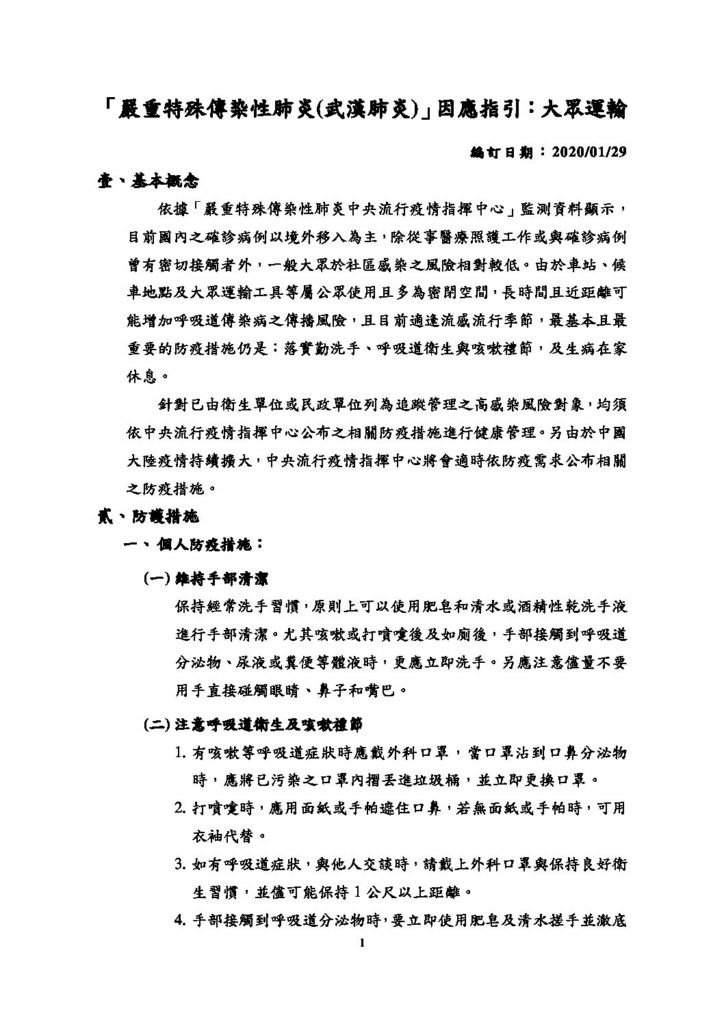 「嚴重特殊傳染性肺炎(武漢肺炎)」因應指引：大眾運輸
編訂日期：2020/01/29
壹、基本概念
依據「嚴重特殊傳染性肺炎中央流行疫情指揮中心」監測資料顯示，
目前國內之確診病例以境外移入為主，除從事醫療照護工作或與確診病例
曾有密切接觸者外，一般大眾於社區感染之風險相對較低。由於車站、候
車地點及大眾運輸工具等屬公眾使用且多為密閉空間，長時間且近距離可
能增加呼吸道傳染病之傳播風險，且目前適逢流感流行季節，最基本且最
重要的防疫措施仍是：落實勤洗手、呼吸道衛生與咳嗽禮節，及生病在家
休息。
針對已由衛生單位或民政單位列為追蹤管理之高感染風險對象，均須
依中央流行疫情指揮中心公布之相關防疫措施進行健康管理。另由於中國
大陸疫情持續擴大，中央流行疫情指揮中心將會適時依防疫需求公布相關
之防疫措施。
貳、防護措施
一、個人防疫措施：
(一) 維持手部清潔
保持經常洗手習慣，原則上可以使用肥皂和清水或酒精性乾洗手液
進行手部清潔。尤其咳嗽或打噴嚏後及如廁後，手部接觸到呼吸道
分泌物、尿液或糞便等體液時，更應立即洗手。另應注意儘量不要
用手直接碰觸眼睛、鼻子和嘴巴。
(二) 注意呼吸道衛生及咳嗽禮節
1. 有咳嗽等呼吸道症狀時應戴外科口罩，當口罩沾到口鼻分泌物
時，應將已污染之口罩內摺丟進垃圾桶，並立即更換口罩。
2. 打噴嚏時，應用面紙或手帕遮住口鼻，若無面紙或手帕時，可用
衣袖代替。
3. 如有呼吸道症狀，與他人交談時，請戴上外科口罩與保持良好衛
生習慣，並儘可能保持 1 公尺以上距離。
4. 手部接觸到呼吸道分泌物時，要立即使用肥皂及清水搓手並澈底
1